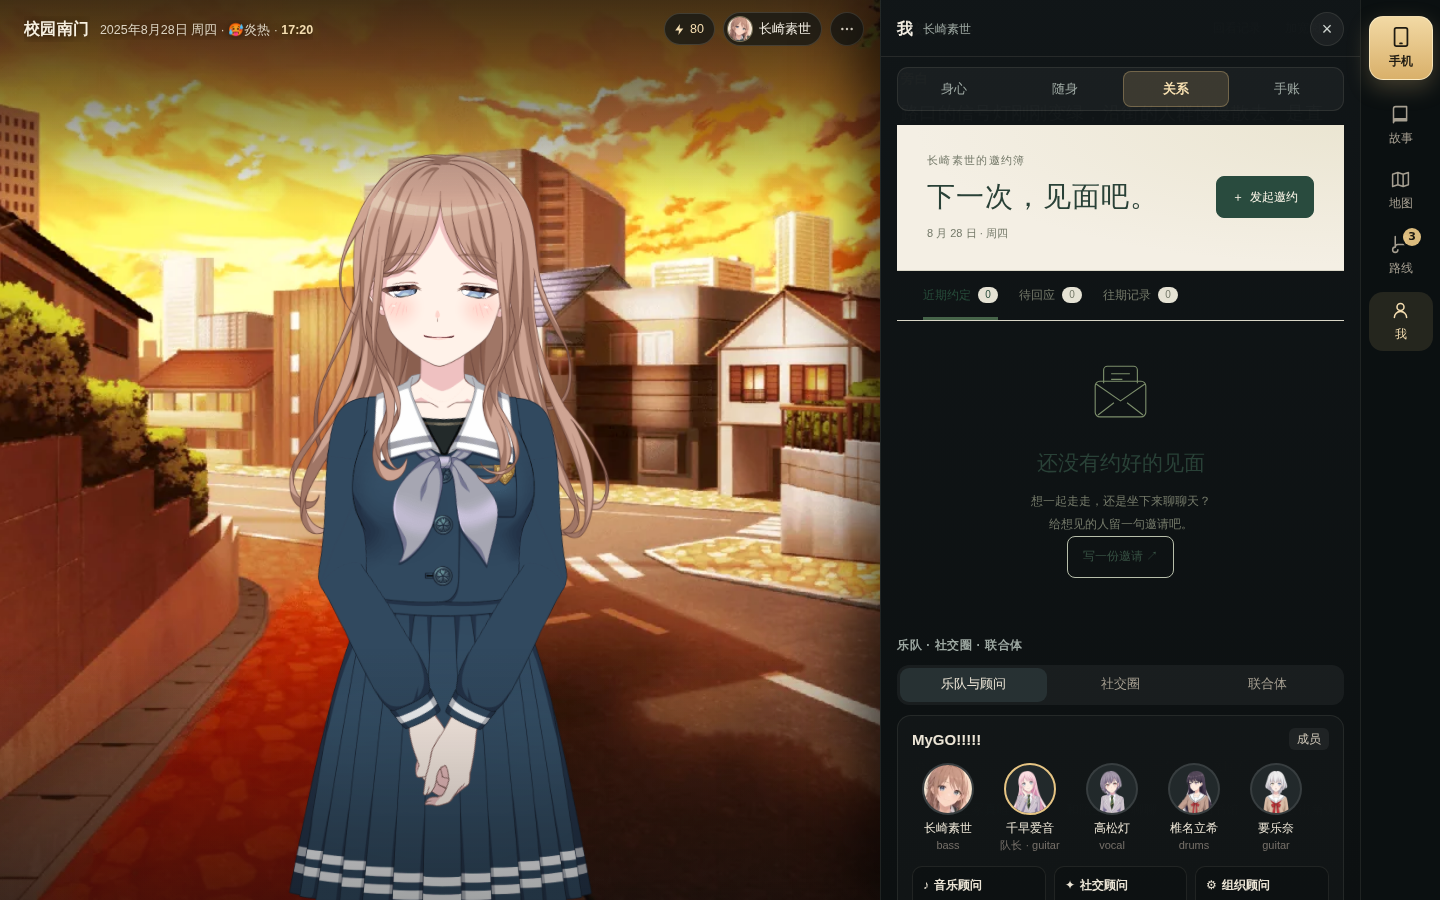 校园南门 2025年8月28日 周四 · 🥵炎热 · 17:20
80 长崎素世 ···
我 长崎素世 ×
身心 随身 关系 手账
长崎素世的邀约簿
下一次，见面吧。
8 月 28 日 · 周四
＋ 发起邀约
近期约定 0 待回应 0 往期记录 0
还没有约好的见面
想一起走走，还是坐下来聊聊天？
给想见的人留一句邀请吧。
写一份邀请 ↗
乐队 · 社交圈 · 联合体
乐队与顾问 社交圈 联合体
MyGO!!!!! 成员
长崎素世 千早爱音 高松灯 椎名立希 要乐奈
bass 队长 · guitar vocal drums guitar
♪ 音乐顾问 ✦ 社交顾问 ⚙ 组织顾问
手机
故事
地图
3
路线
我